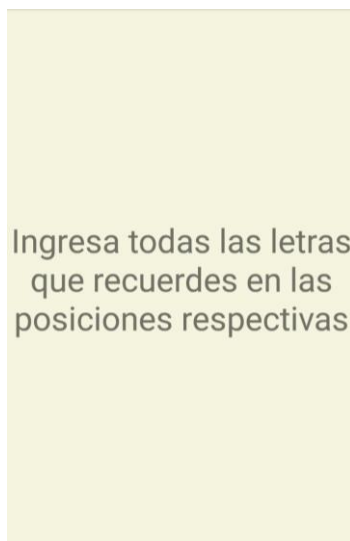 Ingresa todas las letras
que recuerdes en las
posiciones respectivas